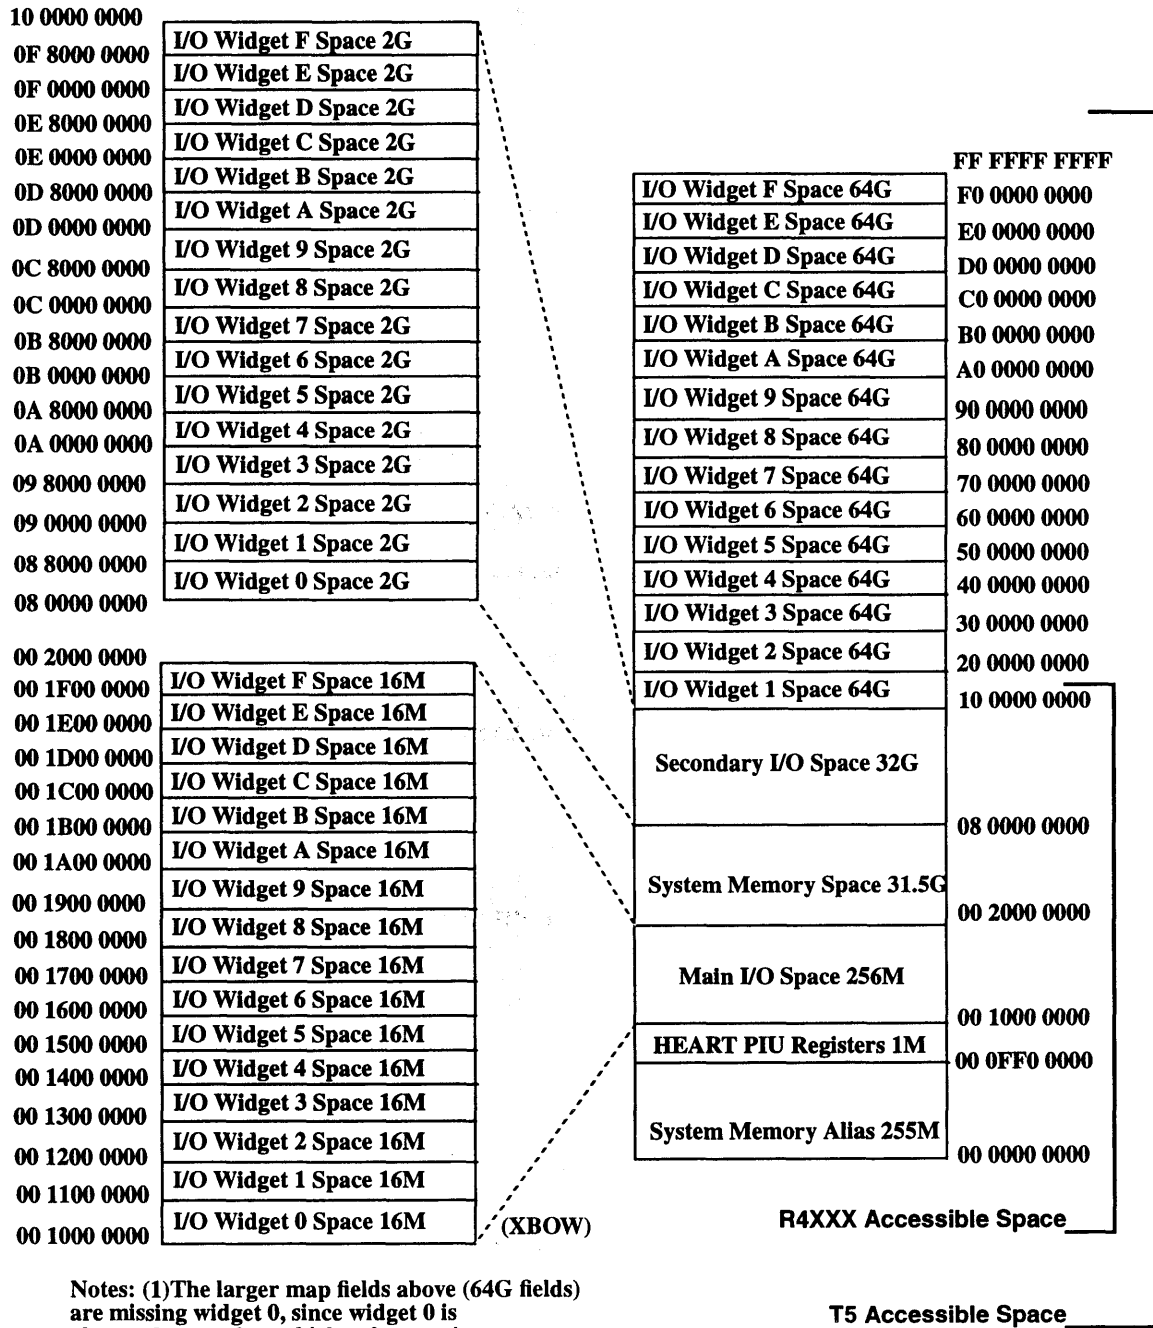 10 0000 0000
I/O Widget F Space 2G
0F 8000 0000
I/O Widget E Space 2G
0F 0000 0000
I/O Widget D Space 2G
0E 8000 0000
I/O Widget C Space 2G
0E 0000 0000
I/O Widget B Space 2G
0D 8000 0000
I/O Widget A Space 2G
0D 0000 0000
I/O Widget 9 Space 2G
0C 8000 0000
I/O Widget 8 Space 2G
0C 0000 0000
I/O Widget 7 Space 2G
0B 8000 0000
I/O Widget 6 Space 2G
0B 0000 0000
I/O Widget 5 Space 2G
0A 8000 0000
I/O Widget 4 Space 2G
0A 0000 0000
I/O Widget 3 Space 2G
09 8000 0000
I/O Widget 2 Space 2G
09 0000 0000
I/O Widget 1 Space 2G
08 8000 0000
I/O Widget 0 Space 2G
08 0000 0000
00 2000 0000
I/O Widget F Space 16M
00 1F00 0000
I/O Widget E Space 16M
00 1E00 0000
I/O Widget D Space 16M
00 1D00 0000
I/O Widget C Space 16M
00 1C00 0000
I/O Widget B Space 16M
00 1B00 0000
I/O Widget A Space 16M
00 1A00 0000
I/O Widget 9 Space 16M
00 1900 0000
I/O Widget 8 Space 16M
00 1800 0000
I/O Widget 7 Space 16M
00 1700 0000
I/O Widget 6 Space 16M
00 1600 0000
I/O Widget 5 Space 16M
00 1500 0000
I/O Widget 4 Space 16M
00 1400 0000
I/O Widget 3 Space 16M
00 1300 0000
I/O Widget 2 Space 16M
00 1200 0000
I/O Widget 1 Space 16M
00 1100 0000
I/O Widget 0 Space 16M
00 1000 0000
(XBOW)
FF FFFF FFFF
I/O Widget F Space 64G
F0 0000 0000
I/O Widget E Space 64G
E0 0000 0000
I/O Widget D Space 64G
D0 0000 0000
I/O Widget C Space 64G
C0 0000 0000
I/O Widget B Space 64G
B0 0000 0000
I/O Widget A Space 64G
A0 0000 0000
I/O Widget 9 Space 64G
90 0000 0000
I/O Widget 8 Space 64G
80 0000 0000
I/O Widget 7 Space 64G
70 0000 0000
I/O Widget 6 Space 64G
60 0000 0000
I/O Widget 5 Space 64G
50 0000 0000
I/O Widget 4 Space 64G
40 0000 0000
I/O Widget 3 Space 64G
30 0000 0000
I/O Widget 2 Space 64G
20 0000 0000
I/O Widget 1 Space 64G
10 0000 0000
Secondary I/O Space 32G
08 0000 0000
System Memory Space 31.5G
00 2000 0000
Main I/O Space 256M
00 1000 0000
HEART PIU Registers 1M
00 0FF0 0000
System Memory Alias 255M
00 0000 0000
R4XXX Accessible Space
T5 Accessible Space
Notes: (1)The larger map fields above (64G fields)
are missing widget 0, since widget 0 is